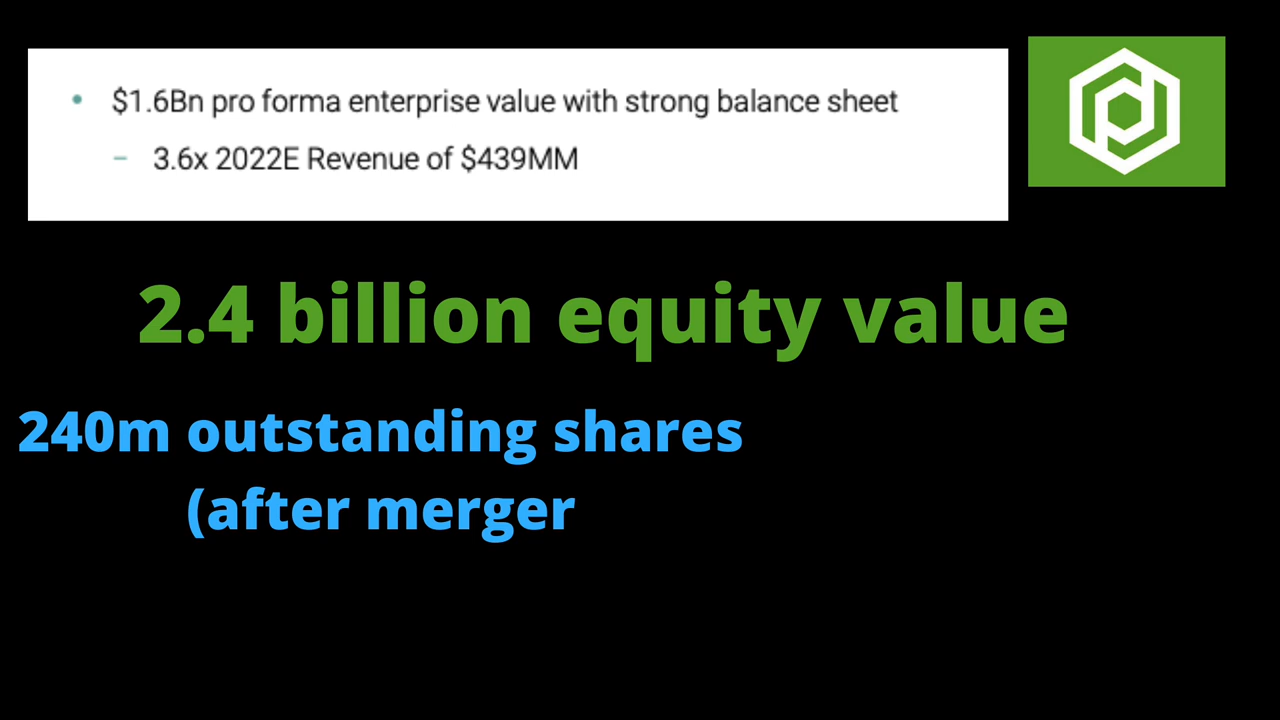 • $1.6Bn pro forma enterprise value with strong balance sheet
– 3.6x 2022E Revenue of $439MM
2.4 billion equity value
240m outstanding shares
(after merger